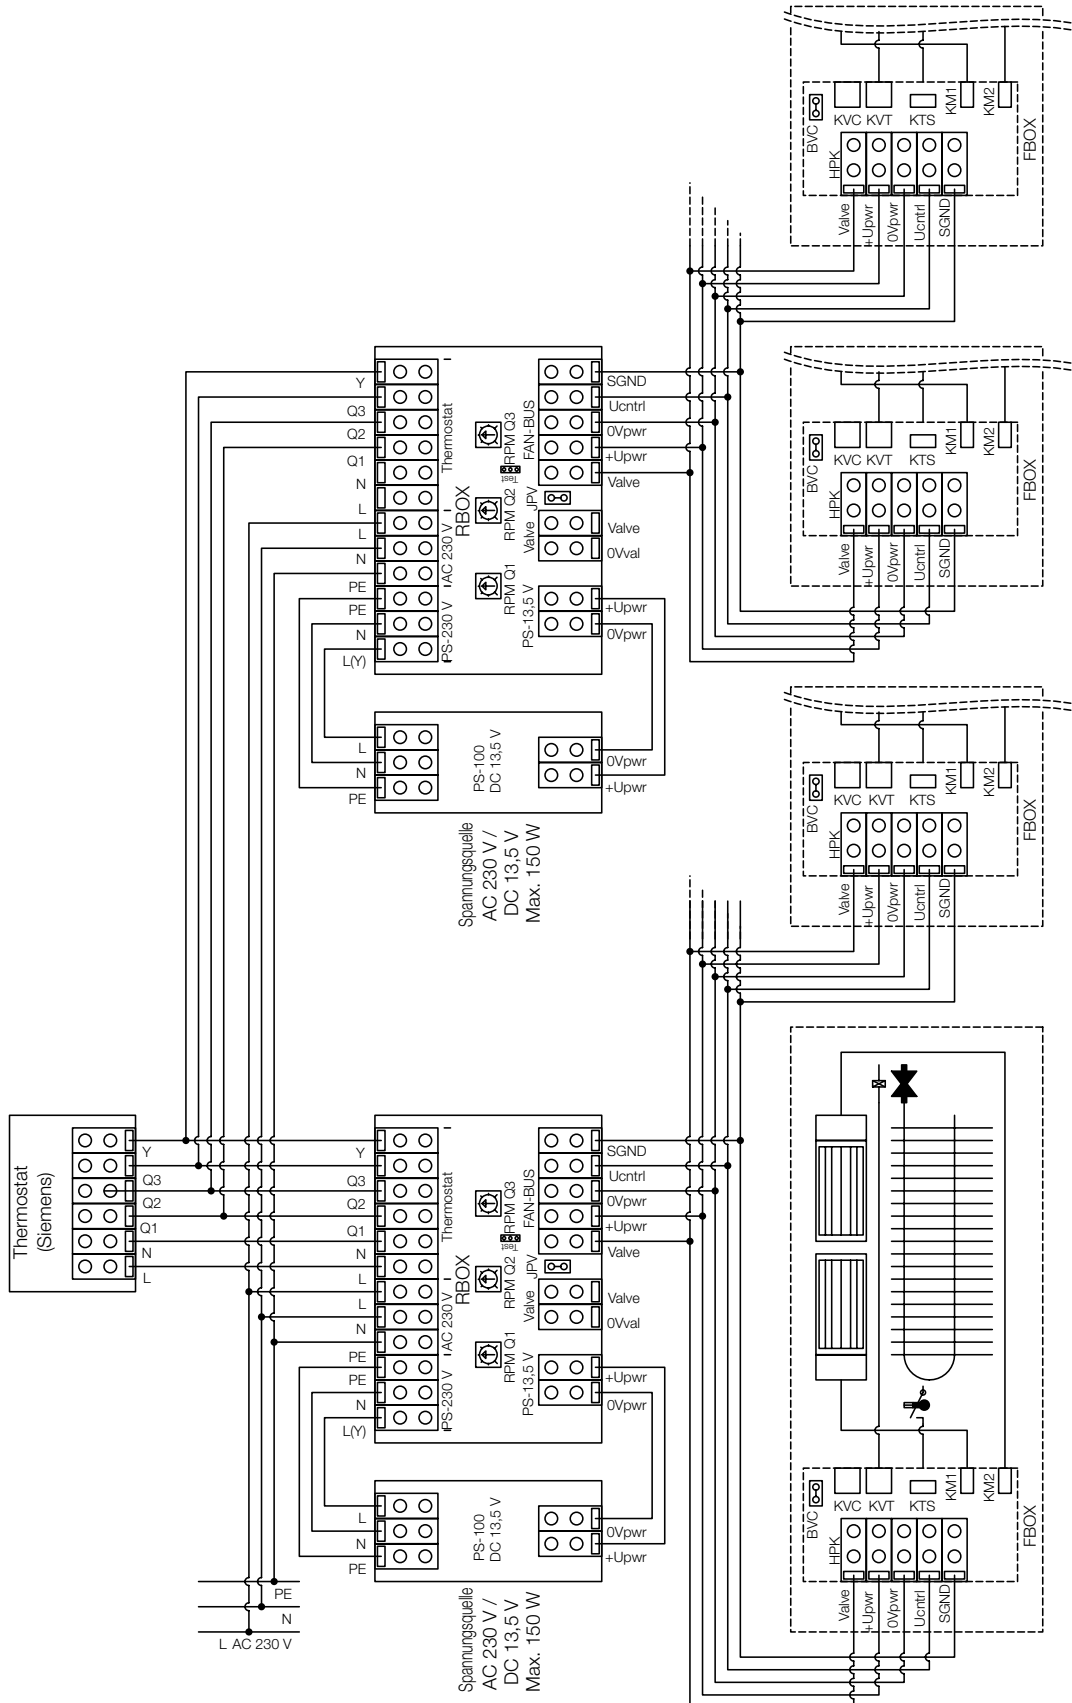 BVC
KVC KVT
KTS
KM1
KM2
HPK
FBOX
Valve
+Upwr
0Vpwr
Ucntrl
SGND
Y
Q3
Q2
Q1
N
L
L
N
PE
PE
N
L(Y)
Thermostat
AC 230 V
PS-230 V
RBOX
RPM Q3
Test
RPM Q2
RPM Q1
FAN-BUS
JPV
Valve
PS-13,5 V
SGND
Ucntrl
0Vpwr
+Upwr
Valve
Valve
0Vval
+Upwr
0Vpwr
BVC
KVC KVT
KTS
KM1
KM2
HPK
FBOX
Valve
+Upwr
0Vpwr
Ucntrl
SGND
L
N
PE
PS-100
DC 13,5 V
0Vpwr
+Upwr
Spannungsquelle
AC 230 V /
DC 13,5 V
Max. 150 W
BVC
KVC KVT
KTS
KM1
KM2
HPK
FBOX
Valve
+Upwr
0Vpwr
Ucntrl
SGND
Thermostat
(Siemens)
Y
Q3
Q2
Q1
N
L
Y
Q3
Q2
Q1
N
L
L
N
PE
PE
N
L(Y)
Thermostat
AC 230 V
PS-230 V
RBOX
RPM Q3
Test
RPM Q2
RPM Q1
FAN-BUS
JPV
Valve
PS-13,5 V
SGND
Ucntrl
0Vpwr
+Upwr
Valve
Valve
0Vval
+Upwr
0Vpwr
L
N
PE
PS-100
DC 13,5 V
0Vpwr
+Upwr
Spannungsquelle
AC 230 V /
DC 13,5 V
Max. 150 W
BVC
KVC KVT
KTS
KM1
KM2
HPK
FBOX
Valve
+Upwr
0Vpwr
Ucntrl
SGND
PE
N
L AC 230 V